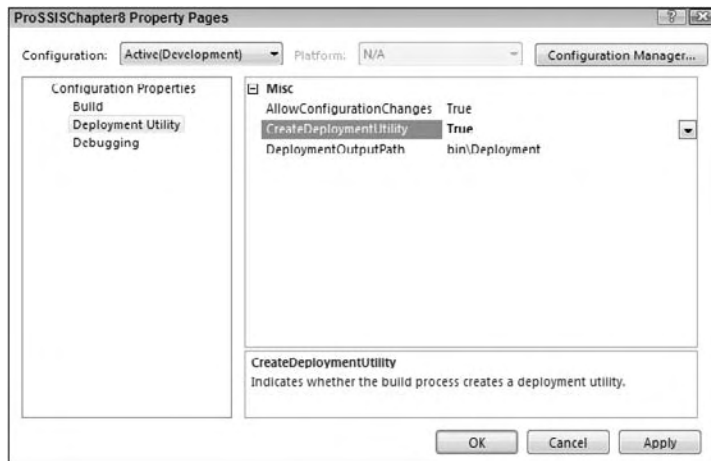 ProSSISChapter8 Property Pages
Configuration: Active(Development) Platform: N/A Configuration Manager...
Configuration Properties
Build
Deployment Utility
Debugging
Misc
AllowConfigurationChanges True
CreateDeploymentUtility True
DeploymentOutputPath bin\Deployment
CreateDeploymentUtility
Indicates whether the build process creates a deployment utility.
OK Cancel Apply